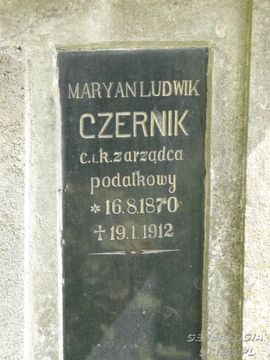 MARYAN LUDWIK
CZERNIK
c.i k. zarządca
podatkowy
* 16.8.1870
† 19.1.1912